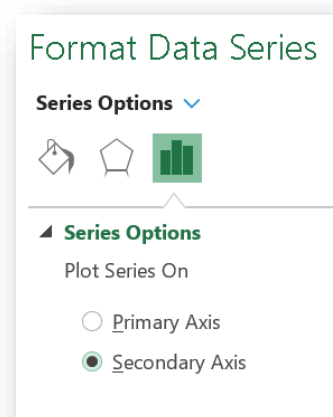 Format Data Series
Series Options
Series Options
Plot Series On
Primary Axis
Secondary Axis